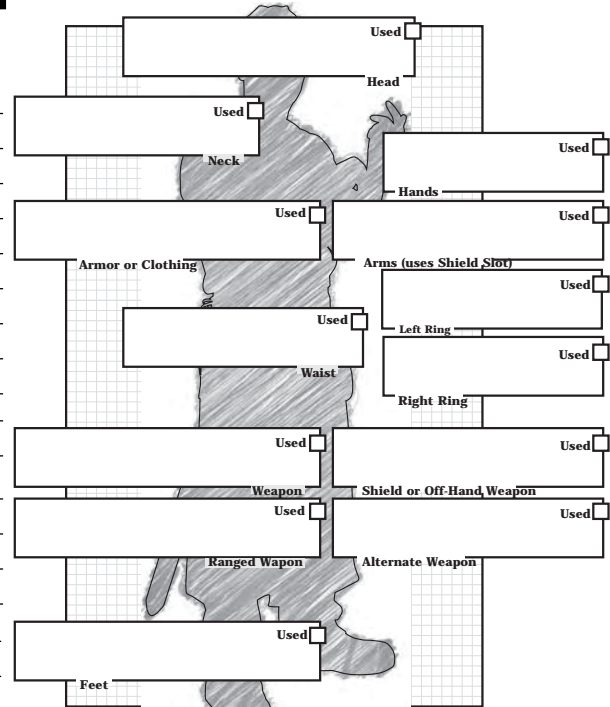 Used
Head
Used
Neck
Used
Hands
Used
Armor or Clothing
Used
Arms (uses Shield Slot)
Used
Left Ring
Used
Waist
Used
Right Ring
Used
Weapon
Used
Shield or Off-Hand Weapon
Used
Ranged Wapon
Used
Alternate Weapon
Used
Feet